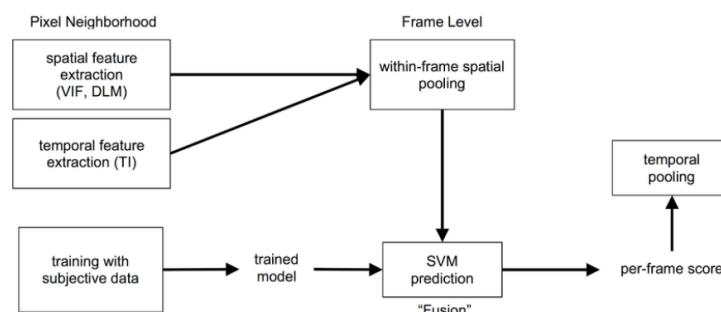 Pixel Neighborhood
Frame Level
spatial feature
extraction
(VIF, DLM)
within-frame spatial
pooling
temporal feature
extraction (TI)
temporal
pooling
training with
subjective data
trained
model
SVM
prediction
per-frame score
"Fusion"